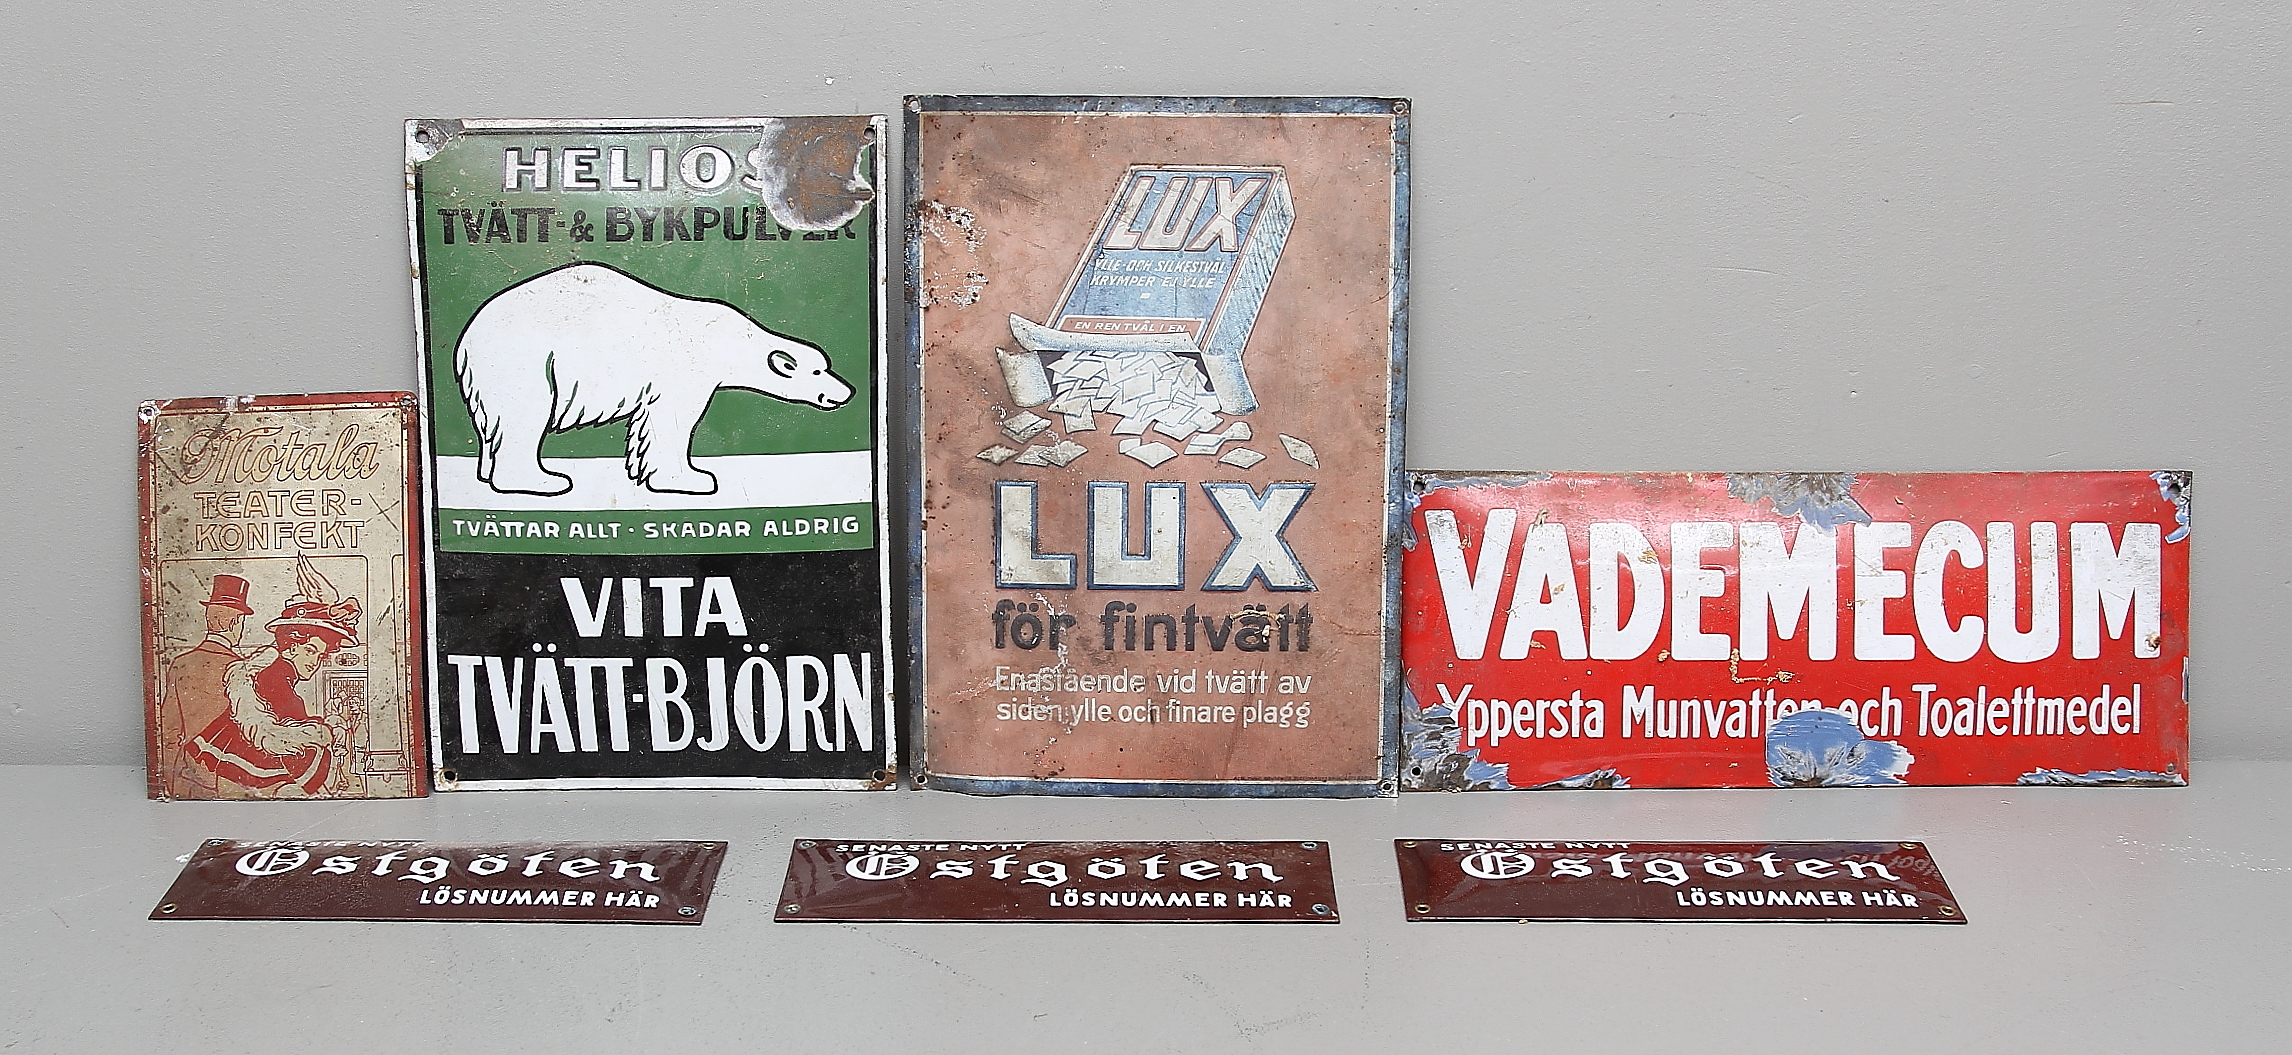 Motala
TEATER-
KONFEKT
HELIOS
TVÄTT-& BYKPULVER
TVÄTTAR ALLT · SKADAR ALDRIG
VITA
TVÄTT-BJÖRN
LUX
YLLE-OCH SILKESTVÅL
KRYMPER EJ YLLE
EN REN TVÅL I EN
LUX
för fintvätt
Enastående vid tvätt av
siden, ylle och finare plagg
VADEMECUM
Yppersta Munvatten och Toalettmedel
SENASTE NYTT
Östgöten
LÖSNUMMER HÄR
SENASTE NYTT
Östgöten
LÖSNUMMER HÄR
SENASTE NYTT
Östgöten
LÖSNUMMER HÄR